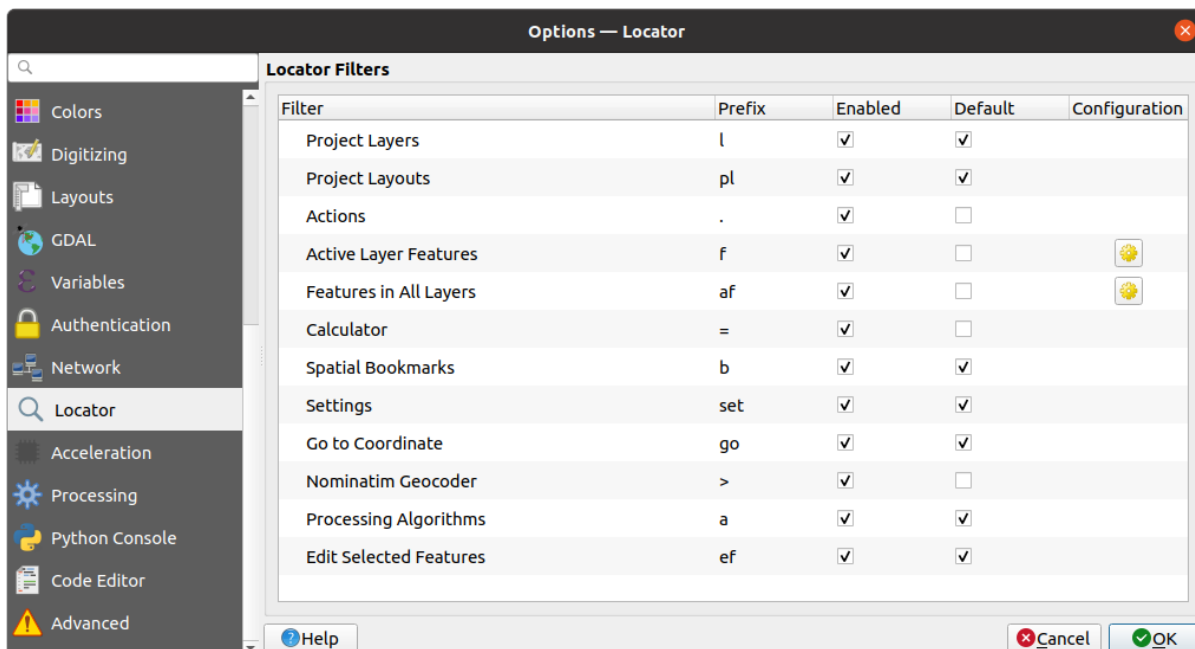 Options — Locator
Locator Filters
Colors
Digitizing
Layouts
GDAL
Variables
Authentication
Network
Locator
Acceleration
Processing
Python Console
Code Editor
Advanced
Filter Prefix Enabled Default Configuration
Project Layers l
Project Layouts pl
Actions .
Active Layer Features f
Features in All Layers af
Calculator =
Spatial Bookmarks b
Settings set
Go to Coordinate go
Nominatim Geocoder >
Processing Algorithms a
Edit Selected Features ef
Help Cancel OK